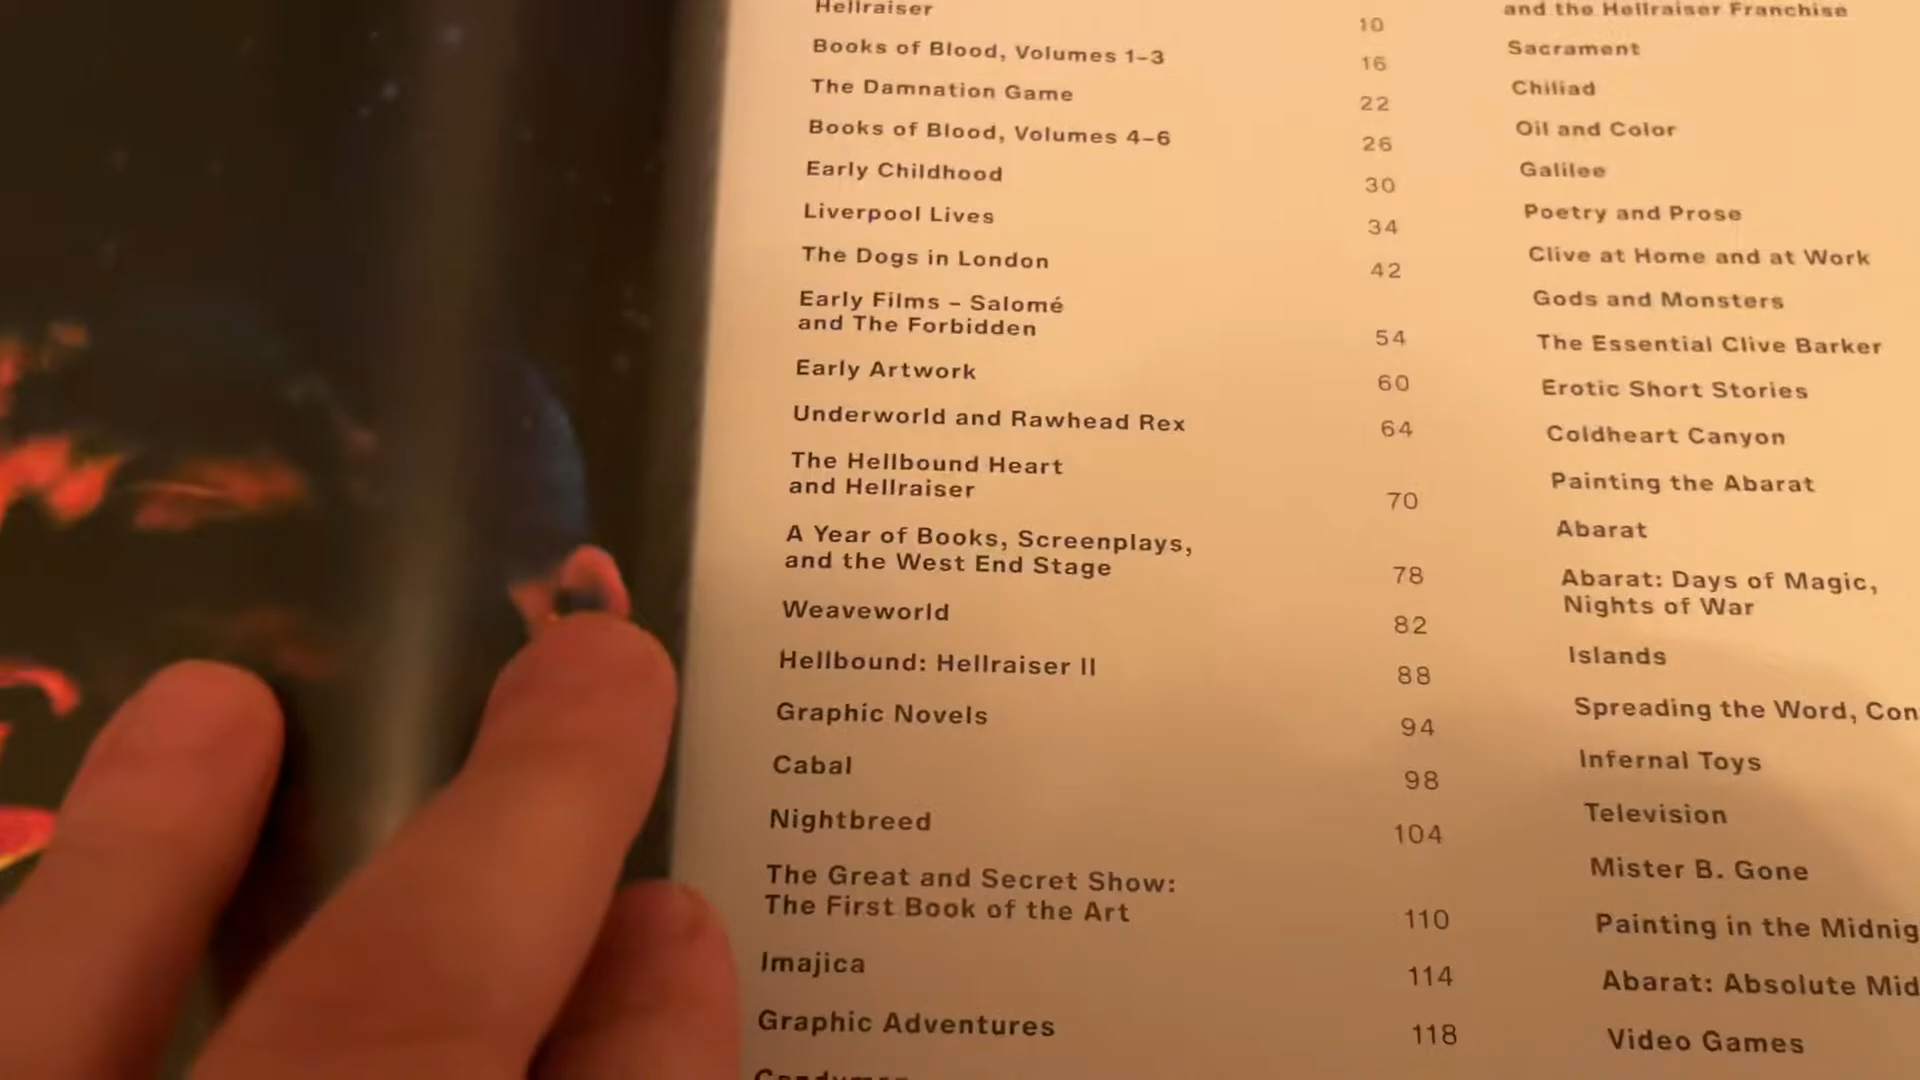 Hellraiser 10
Books of Blood, Volumes 1–3 16
The Damnation Game 22
Books of Blood, Volumes 4–6 26
Early Childhood 30
Liverpool Lives 34
The Dogs in London 42
Early Films – Salomé
and The Forbidden 54
Early Artwork 60
Underworld and Rawhead Rex 64
The Hellbound Heart
and Hellraiser 70
A Year of Books, Screenplays,
and the West End Stage 78
Weaveworld 82
Hellbound: Hellraiser II 88
Graphic Novels 94
Cabal 98
Nightbreed 104
The Great and Secret Show:
The First Book of the Art 110
Imajica 114
Graphic Adventures 118
and the Hellraiser Franchise
Sacrament
Chiliad
Oil and Color
Galilee
Poetry and Prose
Clive at Home and at Work
Gods and Monsters
The Essential Clive Barker
Erotic Short Stories
Coldheart Canyon
Painting the Abarat
Abarat
Abarat: Days of Magic,
Nights of War
Islands
Spreading the Word, Con
Infernal Toys
Television
Mister B. Gone
Painting in the Midnig
Abarat: Absolute Mid
Video Games